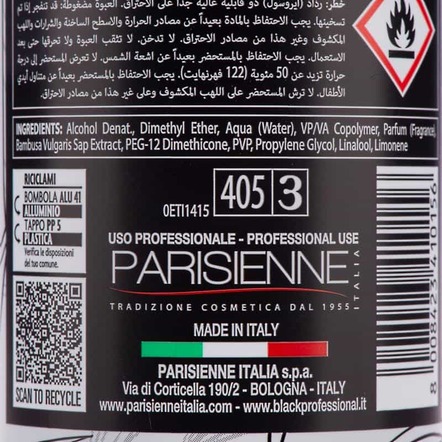 خطر: رذاذ (ايروسول) ذو قابلية عالية جداً على الاحتراق. العبوة مضغوطة: قد تنفجر إذا تم
تسخينها. يجب الاحتفاظ بالمادة بعيداً عن مصادر الحرارة والاسطح الساخنة والشرارات واللهب
المكشوف وغير هذا من مصادر الاحتراق. لا تدخن. لا تثقب العبوة ولا تحرقها حتى بعد
الاستعمال. يجب الاحتفاظ بالمستحضر بعيداً عن اشعة الشمس. لا تعرض المستحضر إلى
حرارة تزيد عن 50 مئوية (122 فهرنهايت). يجب الاحتفاظ بالمستحضر بعيداً عن متناول أيدي
الأطفال. لا ترش المستحضر على اللهب المكشوف وعلى غير هذا من مصادر الاحتراق.
INGREDIENTS: Alcohol Denat., Dimethyl Ether, Aqua (Water), VP/VA Copolymer, Parfum (Fragrance),
Bambusa Vulgaris Sap Extract, PEG-12 Dimethicone, PVP, Propylene Glycol, Linalool, Limonene
RICICLAMI
BOMBOLA ALU 41
ALLUMINIO
TAPPO PP 5
PLASTICA
Verifica le disposizioni
del tuo comune.
SCAN TO RECYCLE
0ETI1415
405 3
USO PROFESSIONALE - PROFESSIONAL USE
PARISIENNE
ITALIA
TRADIZIONE COSMETICA DAL 1955
MADE IN ITALY
PARISIENNE ITALIA s.p.a.
Via di Corticella 190/2 - BOLOGNA - ITALY
www.parisienneitalia.com - www.blackprofessional.it
8 008423 410154